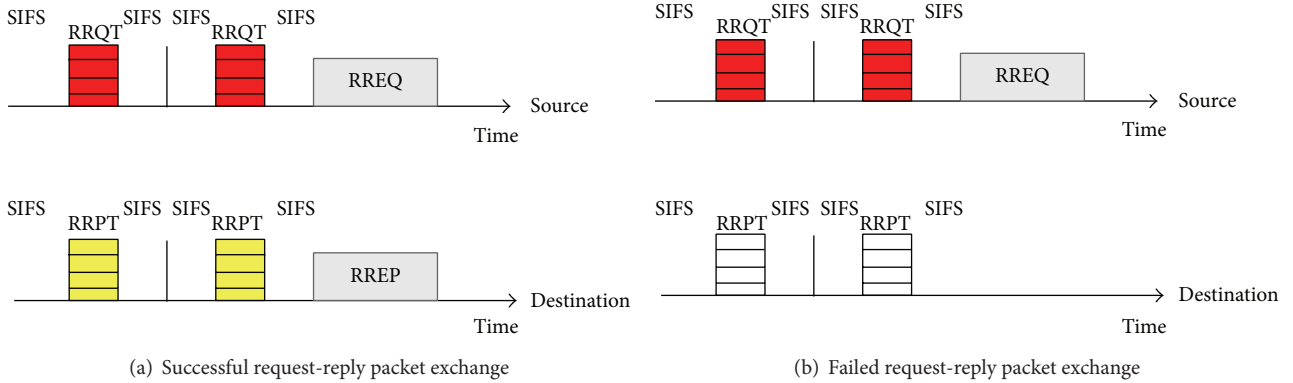 SIFS SIFS SIFS SIFS
RRQT RRQT
RREQ
Source
Time
SIFS SIFS SIFS SIFS
RRPT RRPT
RREP
Destination
Time
(a) Successful request-reply packet exchange
SIFS SIFS SIFS SIFS
RRQT RRQT
RREQ
Source
Time
SIFS SIFS SIFS SIFS
RRPT RRPT
Destination
Time
(b) Failed request-reply packet exchange